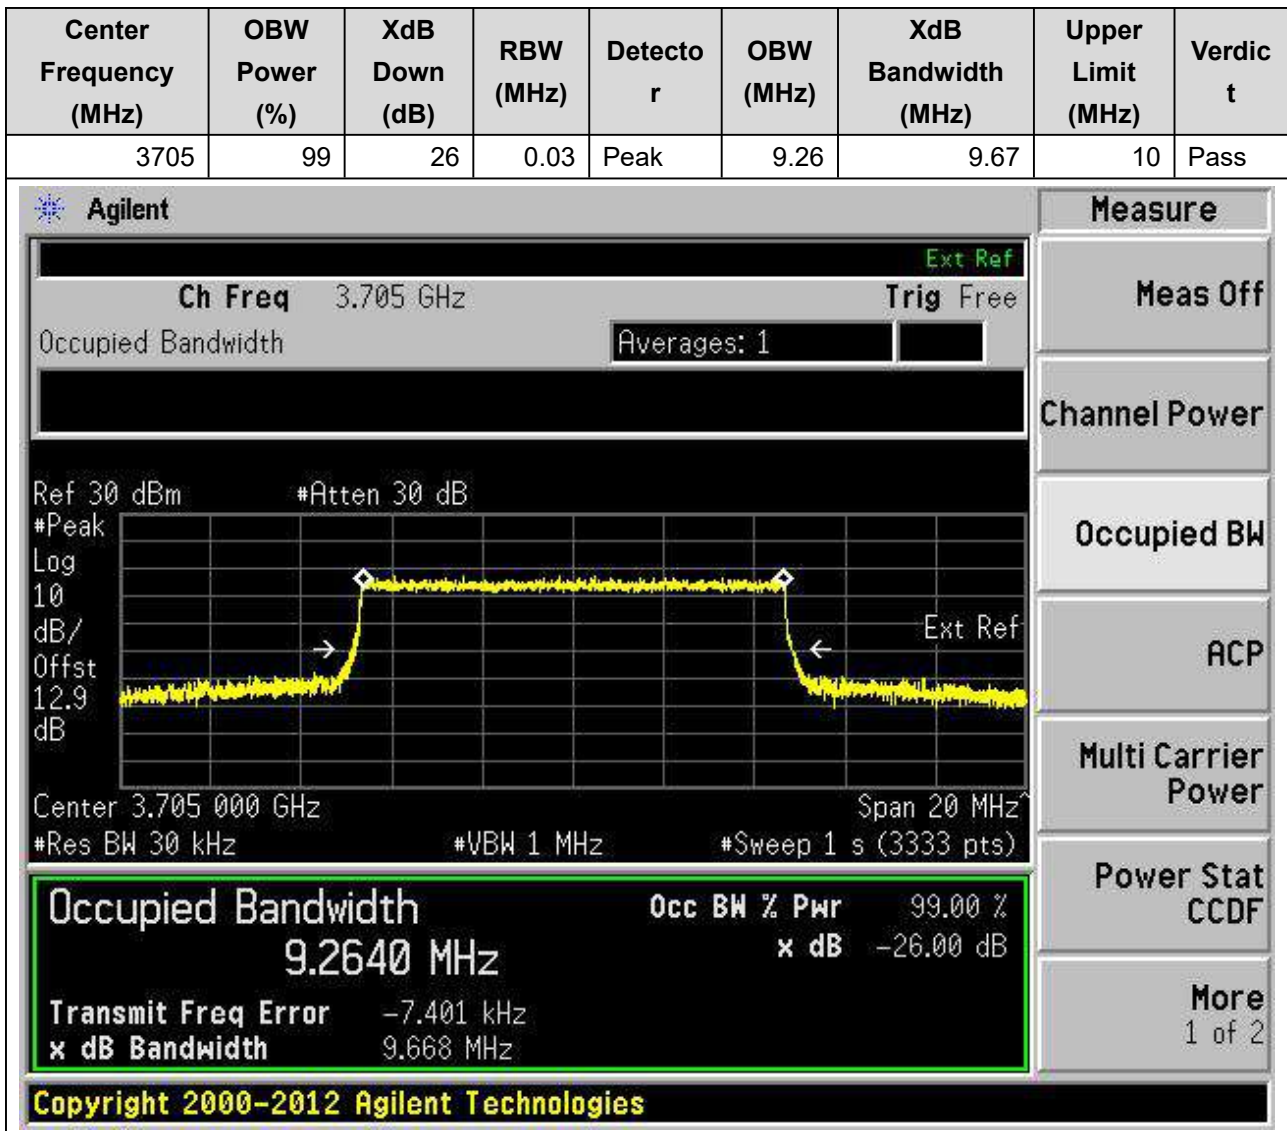 Center Frequency (MHz) OBW Power (%) XdB Down (dB) RBW (MHz) Detecto r OBW (MHz) XdB Bandwidth (MHz) Upper Limit (MHz) Verdic t
3705 99 26 0.03 Peak 9.26 9.67 10 Pass
Agilent
Measure
Ext Ref
Ch Freq 3.705 GHz
Trig Free
Meas Off
Occupied Bandwidth
Averages: 1
Channel Power
Ref 30 dBm
#Atten 30 dB
#Peak
Log
10
dB/
Offst
12.9
dB
Ext Ref
Occupied BW
ACP
Center 3.705 000 GHz
Span 20 MHz^
#Res BW 30 kHz
#VBW 1 MHz
#Sweep 1 s (3333 pts)
Multi Carrier
Power
Occupied Bandwidth
9.2640 MHz
Occ BW % Pwr 99.00 %
x dB -26.00 dB
Transmit Freq Error -7.401 kHz
x dB Bandwidth 9.668 MHz
Power Stat
CCDF
More
1 of 2
Copyright 2000-2012 Agilent Technologies